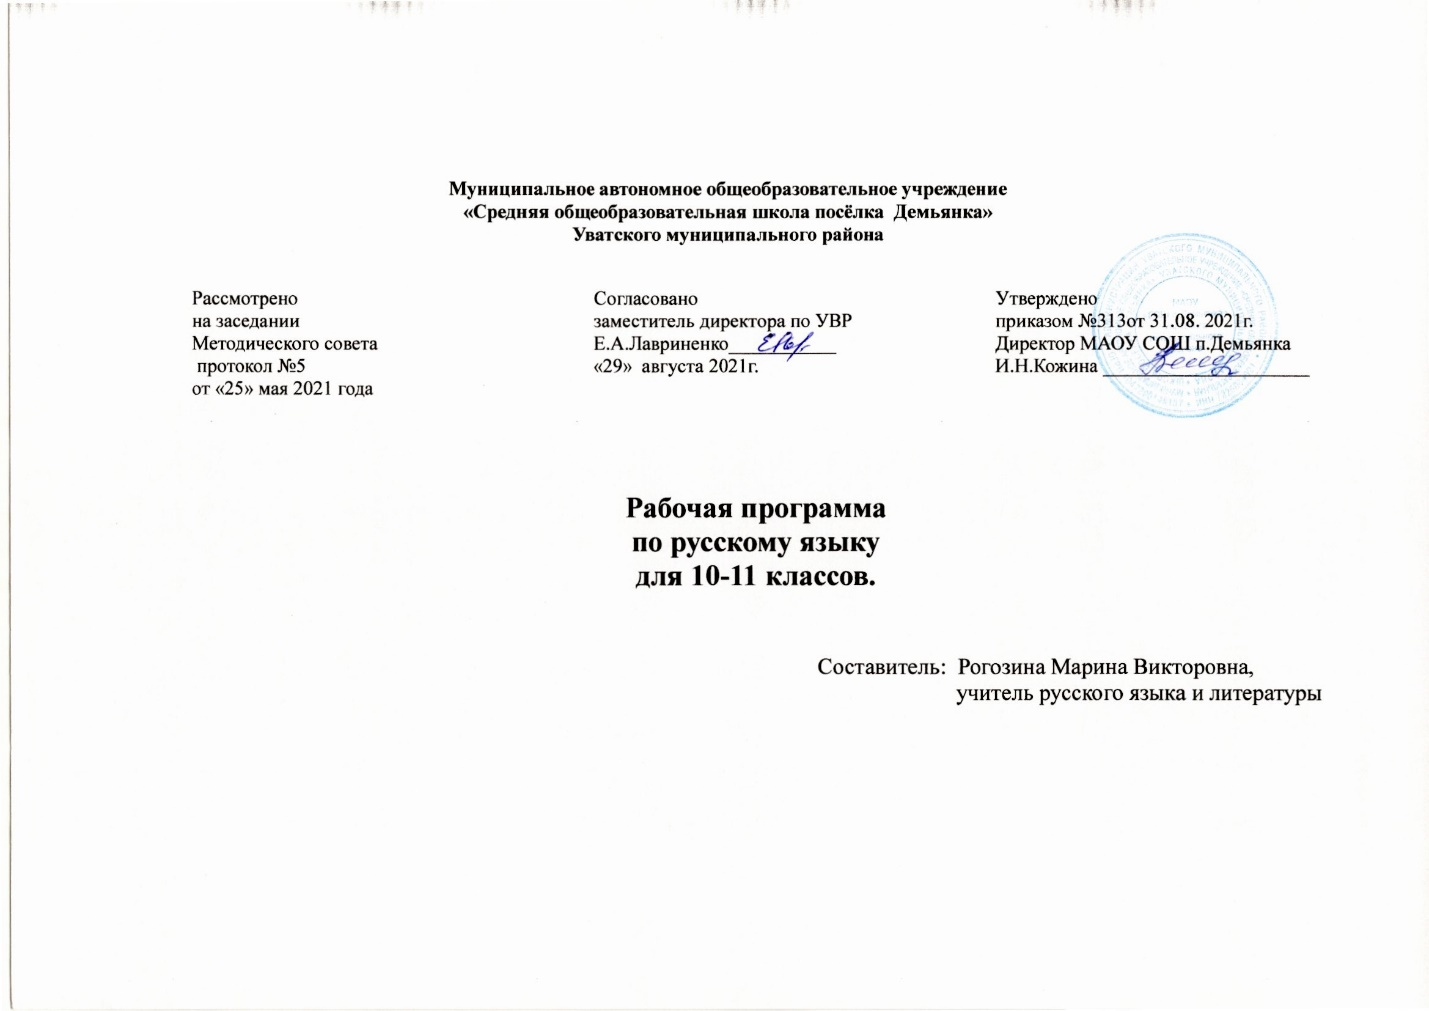 Муниципальное автономное общеобразовательное учреждение
«Средняя общеобразовательная школа посёлка Демьянка»
Уватского муниципального района
Рассмотрено
на заседании
Методического совета
протокол №5
от «25» мая 2021 года
Согласовано
заместитель директора по УВР
Е.А.Лавриненко____________
«29» августа 2021г.
Утверждено
приказом №313от 31.08. 2021г.
Директор МАОУ СОШ п.Демьянка
И.Н.Кожина ______________________
Рабочая программа
по русскому языку
для 10-11 классов.
Составитель: Рогозина Марина Викторовна,
учитель русского языка и литературы